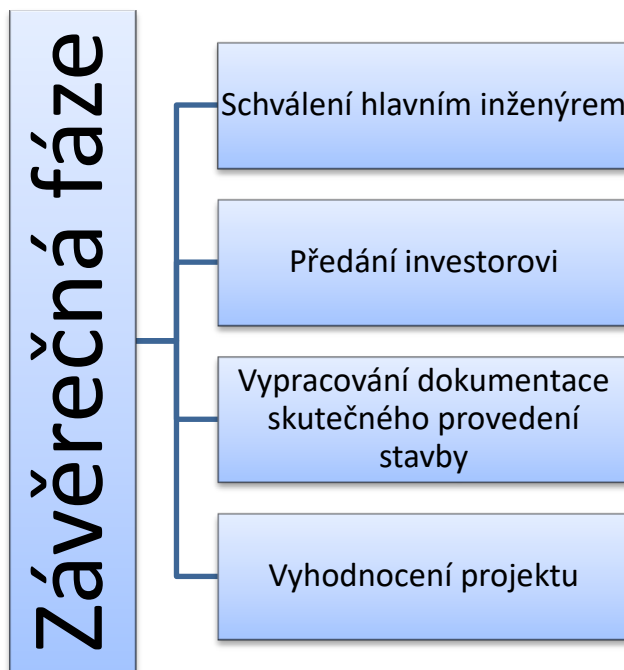 Závěrečná fáze
Schválení hlavním inženýrem
Předání investorovi
Vypracování dokumentace
skutečného provedení
stavby
Vyhodnocení projektu